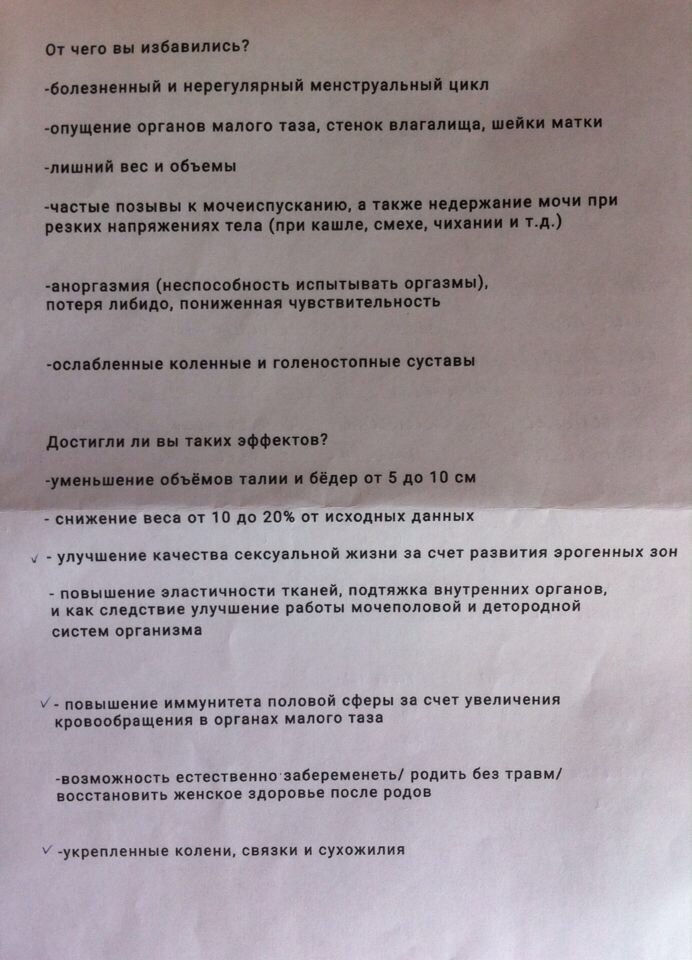 От чего вы избавились?
-болезненный и нерегулярный менструальный цикл
-опущение органов малого таза, стенок влагалища, шейки матки
-лишний вес и объемы
-частые позывы к мочеиспусканию, а также недержание мочи при
резких напряжениях тела (при кашле, смехе, чихании и т.д.)
-аноргазмия (неспособность испытывать оргазмы),
потеря либидо, пониженная чувствительность
-ослабленные коленные и голеностопные суставы
Достигли ли вы таких эффектов?
-уменьшение объёмов талии и бёдер от 5 до 10 см
- снижение веса от 10 до 20% от исходных данных
✓ - улучшение качества сексуальной жизни за счет развития эрогенных зон
- повышение эластичности тканей, подтяжка внутренних органов,
и как следствие улучшение работы мочеполовой и детородной
систем организма
✓ - повышение иммунитета половой сферы за счет увеличения
кровообращения в органах малого таза
-возможность естественно забеременеть/ родить без травм/
восстановить женское здоровье после родов
✓ -укрепленные колени, связки и сухожилия